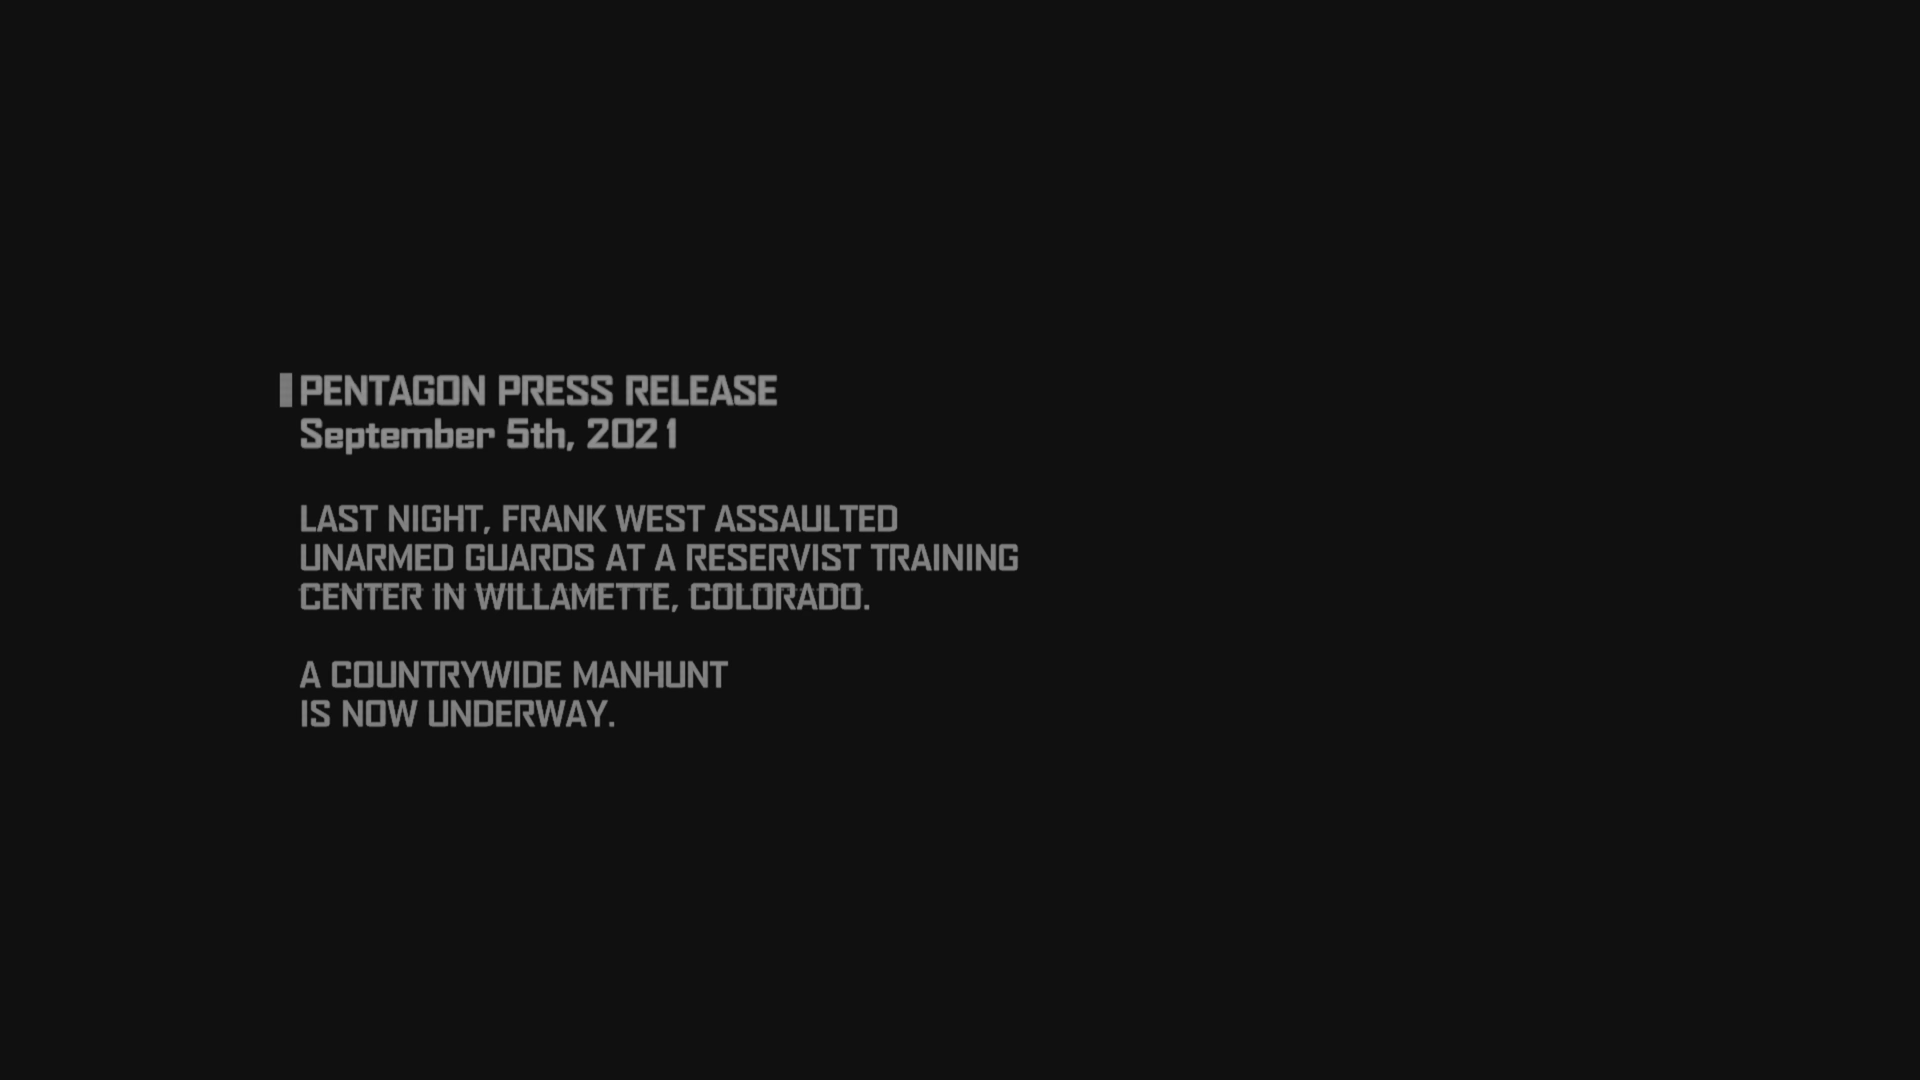 PENTAGON PRESS RELEASE
September 5th, 2021
LAST NIGHT, FRANK WEST ASSAULTED
UNARMED GUARDS AT A RESERVIST TRAINING
CENTER IN WILLAMETTE, COLORADO.
A COUNTRYWIDE MANHUNT
IS NOW UNDERWAY.